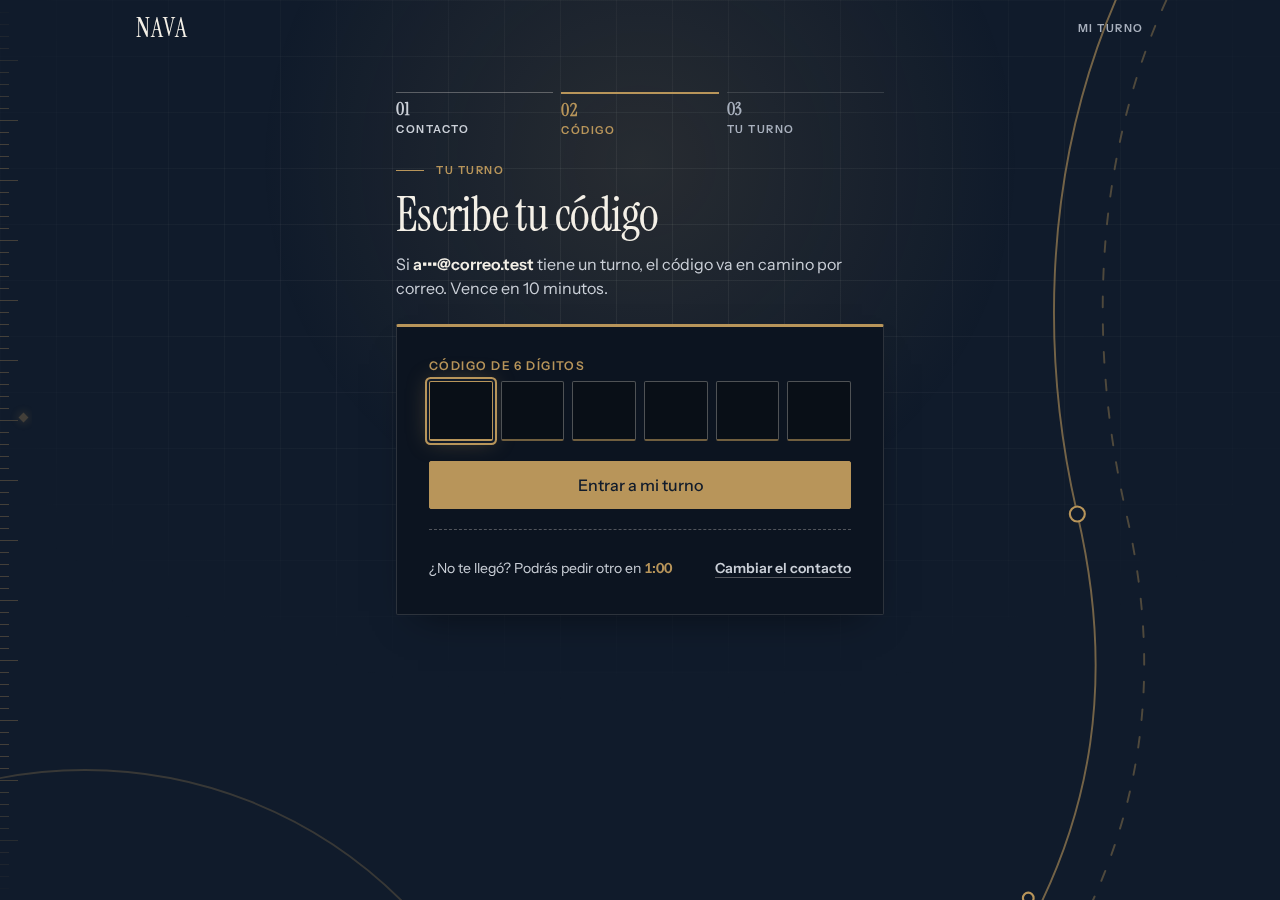 NAVA
MI TURNO
01
CONTACTO
02
CÓDIGO
03
TU TURNO
TU TURNO
Escribe tu código
Si a•••@correo.test tiene un turno, el código va en camino por
correo. Vence en 10 minutos.
CÓDIGO DE 6 DÍGITOS
Entrar a mi turno
¿No te llegó? Podrás pedir otro en 1:00
Cambiar el contacto